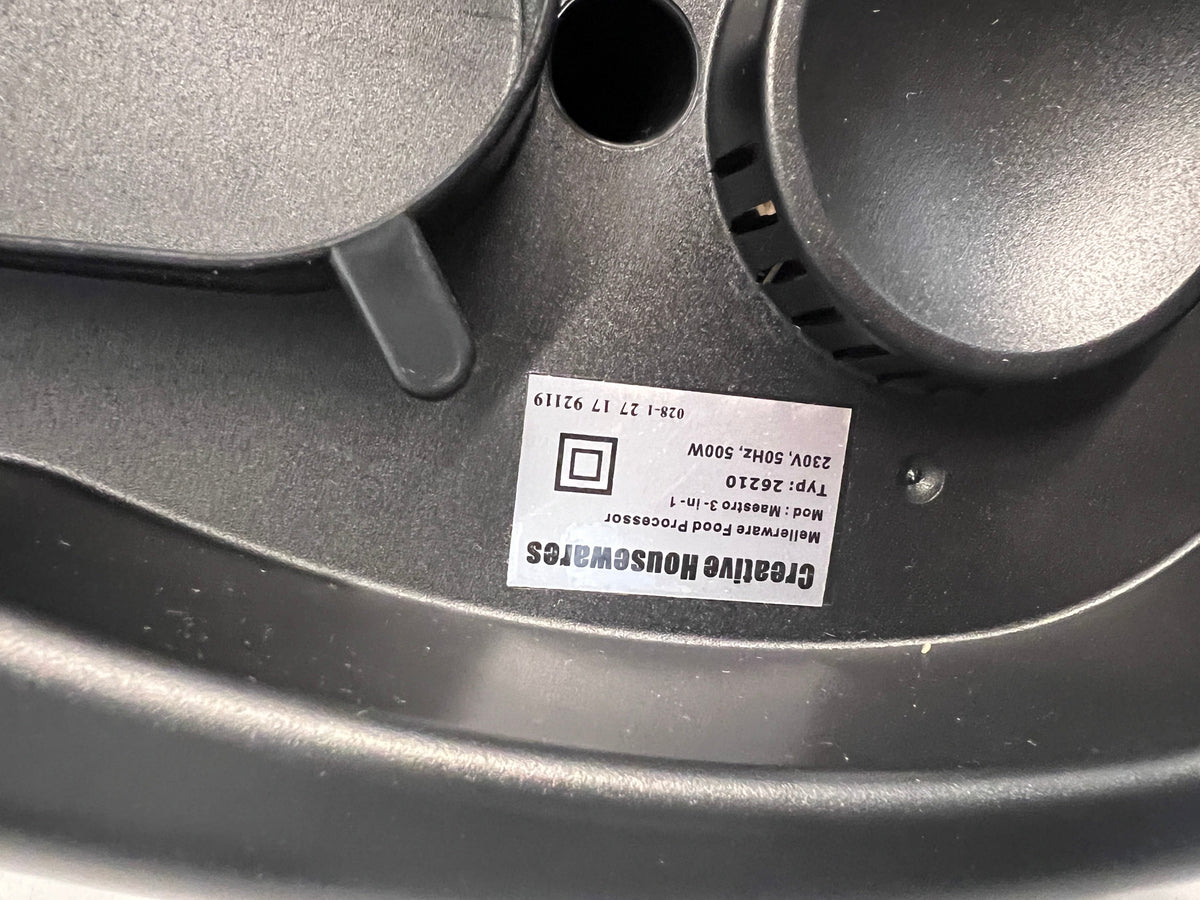 Creative Housewares
Mellerware Food Processor
Mod : Maestro 3-in-1
Typ: 26210
230V, 50Hz, 500W
028-1 27 17 92119